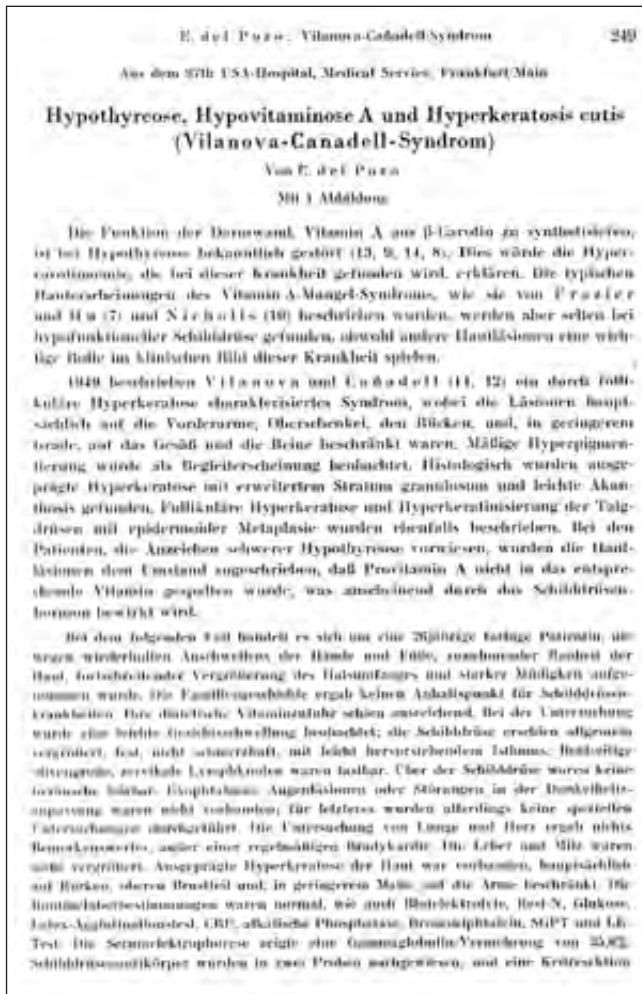 E. del Pozo, Vilanova-Cañadell-Syndrom 249
Aus dem 97th USA-Hospital, Medical Service, Frankfurt/Main
Hypothyreose, Hypovitaminose A und Hyperkeratosis cutis
(Vilanova-Cañadell-Syndrom)
Von E. del Pozo
Mit 1 Abbildung
Die Funktion der Darmwand, Vitamin A aus β-Carotin zu synthetisieren,
ist bei Hypothyreose bekanntlich gestört (13, 9, 14, 8). Dies würde die Hyper-
carotinaemie, die bei dieser Krankheit gefunden wird, erklären. Die typischen
Hauterscheinungen des Vitamin-A-Mangel-Syndroms, wie sie von Frazier
und Hu (7) und Nicholls (10) beschrieben wurden, werden aber selten bei
hypofunktioneller Schilddrüse gefunden, obwohl andere Hautläsionen eine wich-
tige Rolle im klinischen Bild dieser Krankheit spielen.
1949 beschrieben Vilanova und Cañadell (11, 12) ein durch folli-
kuläre Hyperkeratose charakterisiertes Syndrom, wobei die Läsionen haupt-
sächlich auf die Vorderarme, Oberschenkel, den Rücken, und, in geringerem
Grade, auf das Gesäß und die Beine beschränkt waren. Mäßige Hyperpigmen-
tierung wurde als Begleiterscheinung beobachtet. Histologisch wurden ausge-
prägte Hyperkeratose mit erweitertem Stratum granulosum und leichte Akan-
thosis gefunden. Follikuläre Hyperkeratose und Hyperkeratinisierung der Talg-
drüsen mit epidermoider Metaplasie wurden ebenfalls beschrieben. Bei den
Patienten, die Anzeichen schwerer Hypothyreose vorwiesen, wurden die Haut-
läsionen dem Umstand zugeschrieben, daß Provitamin A nicht in das entspre-
chende Vitamin gespalten wurde, was anscheinend durch das Schilddrüsen-
hormon bewirkt wird.
Bei dem folgenden Fall handelt es sich um eine 26jährige farbige Patientin, die
wegen wiederholten Anschwellens der Hände und Füße, zunehmender Rauheit der
Haut, fortschreitender Vergrößerung des Halsumfanges und starker Müdigkeit aufge-
nommen wurde. Die Familiengeschichte ergab keinen Anhaltspunkt für Schilddrüsen-
krankheiten. Ihre diätetische Vitaminzufuhr schien ausreichend. Bei der Untersuchung
wurde eine leichte Gesichtsschwellung beobachtet; die Schilddrüse erschien allgemein
vergrößert, fest, nicht schmerzhaft, mit leicht hervorstehendem Isthmus. Beidseitige
olivengroße, zervikale Lymphknoten waren tastbar. Über der Schilddrüse waren keine
Geräusche hörbar. Exophthalmus, Augenläsionen oder Störungen in der Dunkelheits-
anpassung waren nicht vorhanden; für letzteres wurden allerdings keine speziellen
Untersuchungen durchgeführt. Die Untersuchung von Lunge und Herz ergab nichts
Bemerkenswertes, außer einer regelmäßigen Bradykardie. Die Leber und Milz waren
nicht vergrößert. Ausgeprägte Hyperkeratose der Haut war vorhanden, hauptsächlich
auf Rücken, oberen Brustteil und, in geringerem Maße, auf die Arme beschränkt. Die
Routinelaborbestimmungen waren normal, wie auch Blutelektrolyte, Rest-N, Glukose,
Latex-Agglutinationstest, CRP, alkalische Phosphatase, Bromsulphtalein, SGPT und LE-
Test. Die Serumelektrophorese zeigte eine Gammaglobulin-Vermehrung von 25,6%.
Schilddrüsenantikörper wurden in zwei Proben nachgewiesen, und eine Krötereaktion